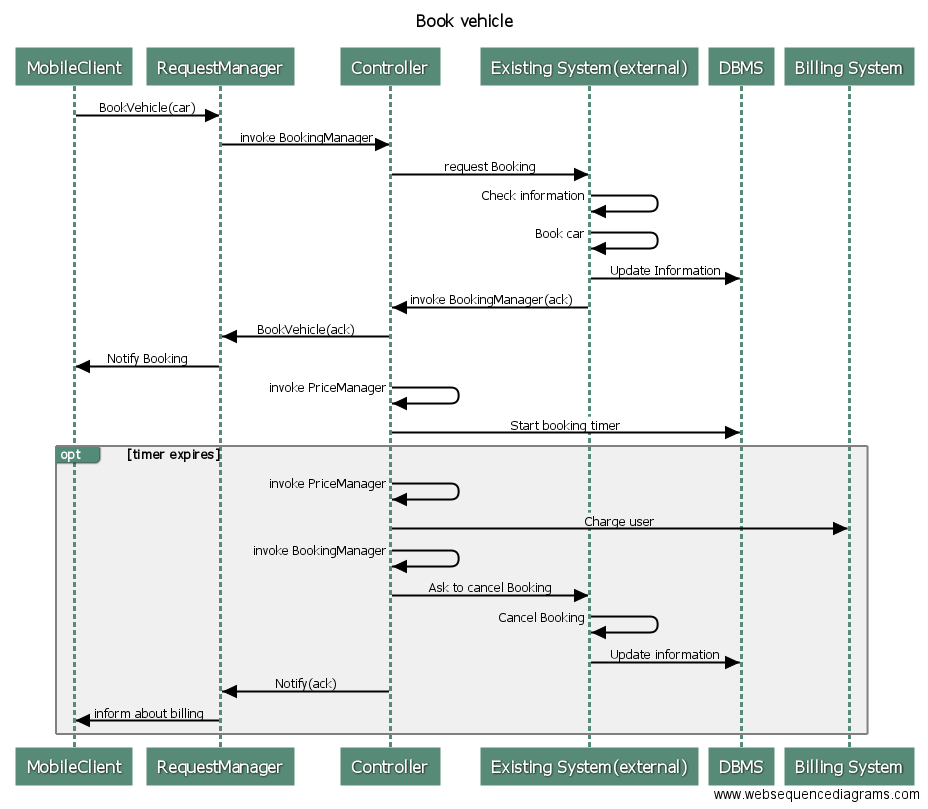 Book vehicle
MobileClient RequestManager Controller Existing System(external) DBMS Billing System
BookVehicle(car)
invoke BookingManager
request Booking
Check information
Book car
Update Information
invoke BookingManager(ack)
BookVehicle(ack)
Notify Booking
invoke PriceManager
Start booking timer
opt [timer expires]
invoke PriceManager
Charge user
invoke BookingManager
Ask to cancel Booking
Cancel Booking
Update information
Notify(ack)
inform about billing
MobileClient RequestManager Controller Existing System(external) DBMS Billing System
www.websequencediagrams.com